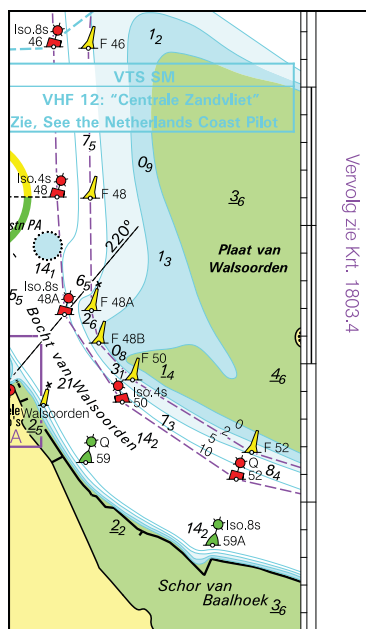 Iso.8s
46
F 46
1₂
VTS SM
VHF 12: "Centrale Zandvliet"
Zie, See the Netherlands Coast Pilot
7₅
0₉
Iso.4s
48
F 48
3₆
stn PA
220°
Plaat van
Walsoorden
14₁
1₃
6₅
5₅
Iso.8s
48A
F 48A
2₆
F 48B
Bocht van Walsoorden
0₈
F 50
3₁
1₄
4₆
Iso.4s
50
21
Walsoorden
7₃
2₅
A
Q
59
14₂
10
5
2
0
F 52
Q
52
8₄
2₂
14₂
Iso.8s
59A
Schor van
Baalhoek
3₆
Vervolg zie Krt. 1803.4